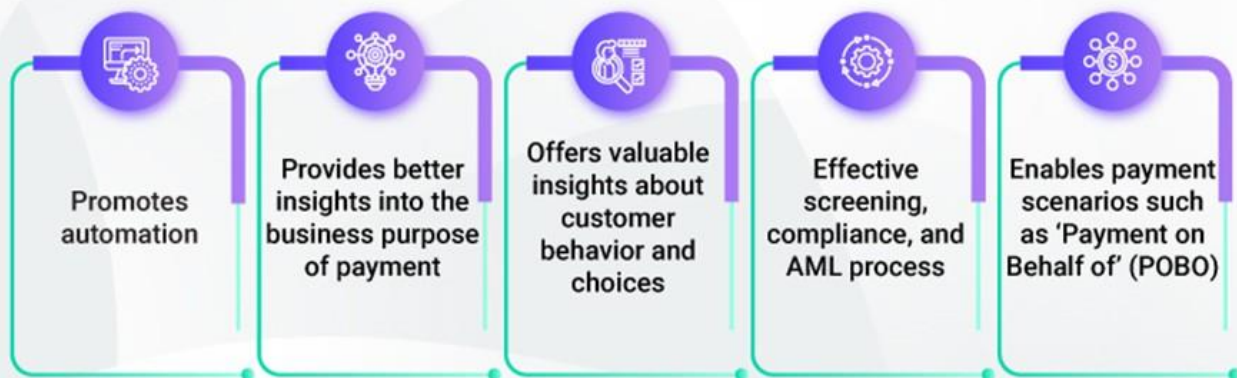 Promotes
automation
Provides better
insights into the
business purpose
of payment
Offers valuable
insights about
customer
behavior and
choices
Effective
screening,
compliance, and
AML process
Enables payment
scenarios such
as ‘Payment on
Behalf of’ (POBO)
$